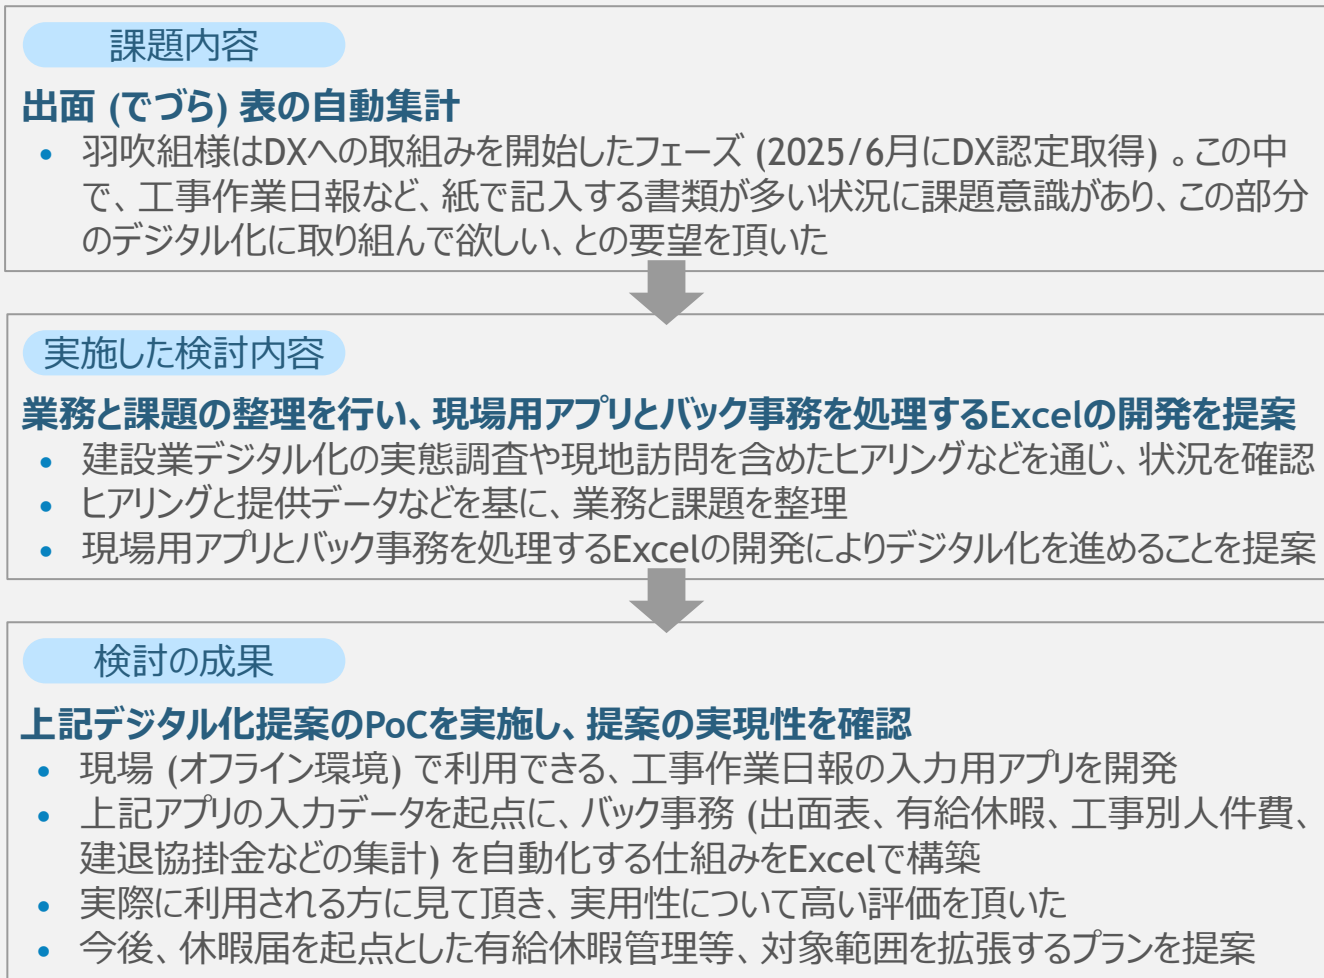 課題内容
出面 (でづら) 表の自動集計
• 羽吹組様はDXへの取組みを開始したフェーズ (2025/6月にDX認定取得) 。この中
で、工事作業日報など、紙で記入する書類が多い状況に課題意識があり、この部分
のデジタル化に取り組んで欲しい、との要望を頂いた
実施した検討内容
業務と課題の整理を行い、現場用アプリとバック事務を処理するExcelの開発を提案
• 建設業デジタル化の実態調査や現地訪問を含めたヒアリングなどを通じ、状況を確認
• ヒアリングと提供データなどを基に、業務と課題を整理
• 現場用アプリとバック事務を処理するExcelの開発によりデジタル化を進めることを提案
検討の成果
上記デジタル化提案のPoCを実施し、提案の実現性を確認
• 現場 (オフライン環境) で利用できる、工事作業日報の入力用アプリを開発
• 上記アプリの入力データを起点に、バック事務 (出面表、有給休暇、工事別人件費、
建退協掛金などの集計) を自動化する仕組みをExcelで構築
• 実際に利用される方に見て頂き、実用性について高い評価を頂いた
• 今後、休暇届を起点とした有給休暇管理等、対象範囲を拡張するプランを提案